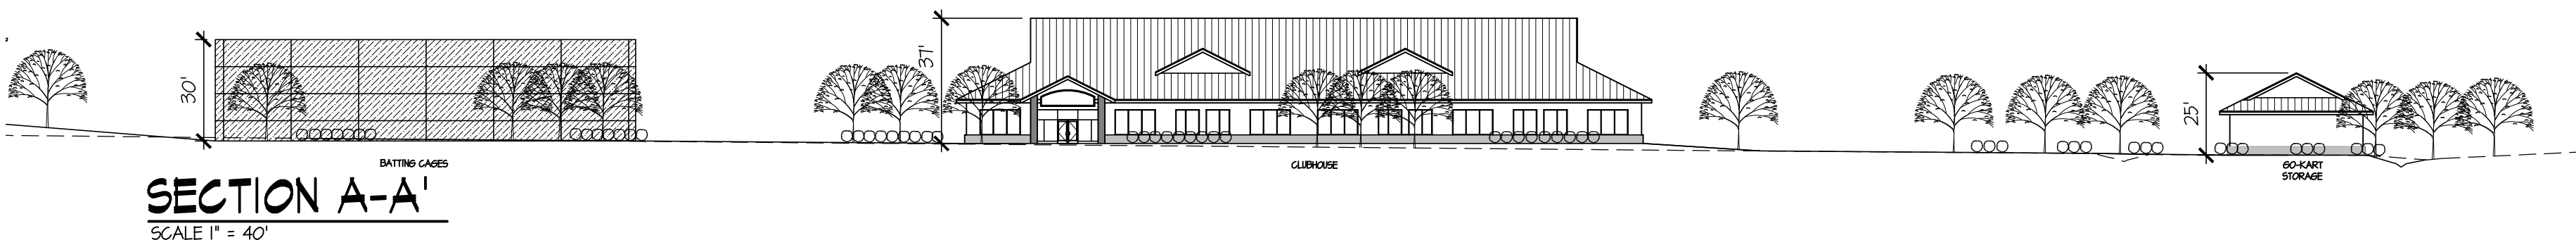 30'
37'
25'
BATTING CAGES
CLUBHOUSE
GO-KART
STORAGE
SECTION A-A'
SCALE 1" = 40'